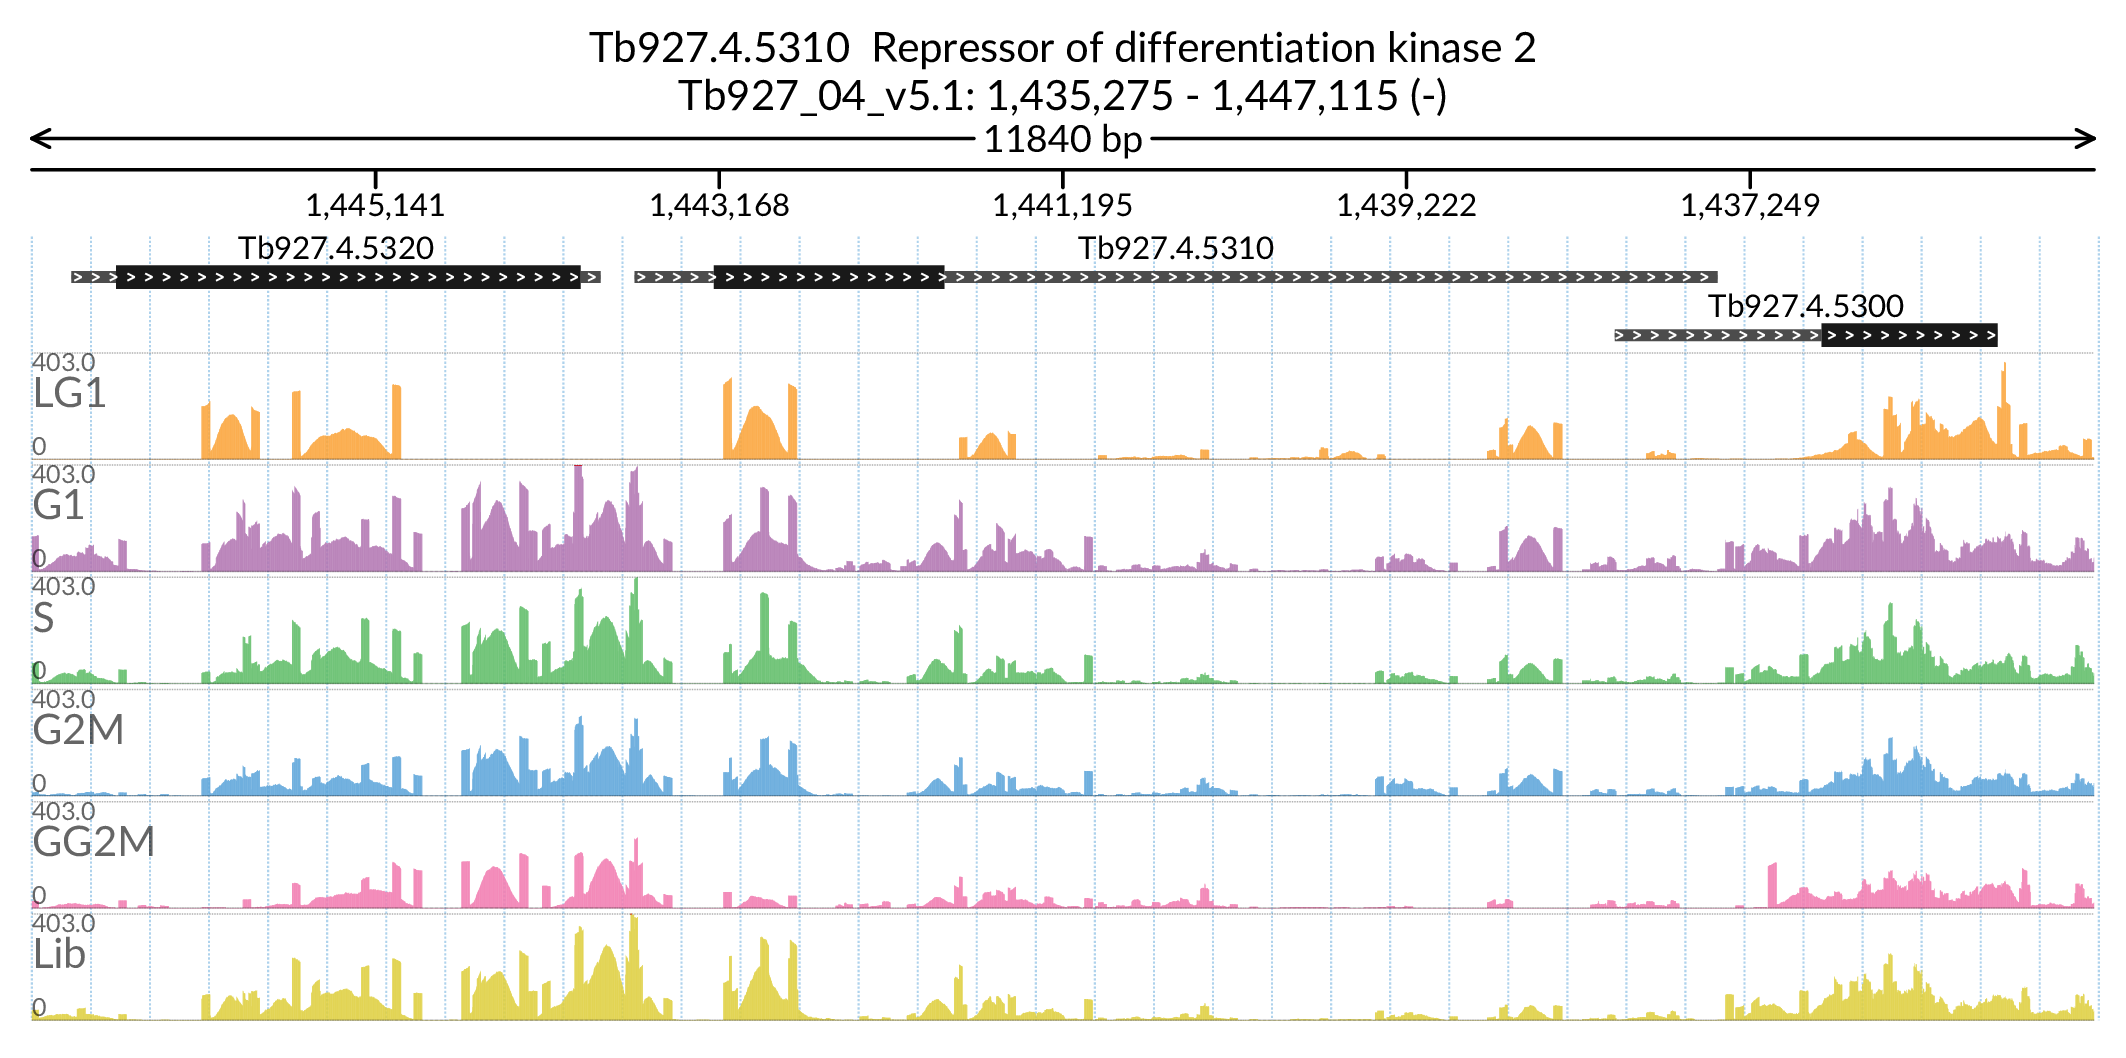 Tb927.4.5310  Repressor of differentiation kinase 2
Tb927_04_v5.1: 1,435,275 - 1,447,115 (-)
11840 bp
1,445,141 1,443,168 1,441,195 1,439,222 1,437,249
Tb927.4.5320 Tb927.4.5310
Tb927.4.5300
403.0
LG1
0
403.0
G1
0
403.0
S
0
403.0
G2M
0
403.0
GG2M
0
403.0
Lib
0